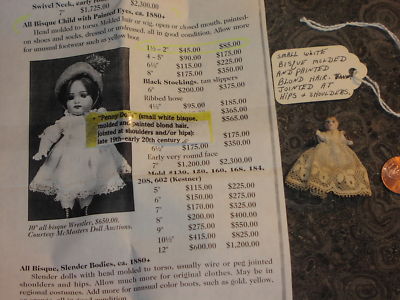 Swivel Neck, early
7" $1,725.00 $2,300.00
All Bisque Child with Painted Eyes, ca. 1880+
Head molded to torso. Molded hair or wig, open or closed mouth, painted-
on shoes and socks, dressed or undressed, all in good condition. Allow more
for unusual footwear such as yellow boot
1½ – 2" $45.00 $85.00
4 – 5" $90.00 $175.00
6½" $115.00 $225.00
8" $175.00 $350.00
Black Stockings, tan slippers
6" $200.00 $375.00
Ribbed hose
4½" $95.00 $185.00
$365.00
$565.00
• "Penny Doll" (small white bisque,
molded and painted blond hair,
jointed at shoulders and/or hips):
late 19th-early 20th century
$175.00
6½" $175.00 $350.00
Early very round face
7" $1,200.00 $2,300.00
Mold #130, 150, 160, 168, 184,
208, 602 (Kestner)
5" $115.00 $225.00
6" $150.00 $275.00
7" $170.00 $325.00
8" $200.00 $400.00
9" $275.00 $550.00
10½" $415.00 $825.00
12" $600.00 $1,200.00
10" all bisque Wrestler, $650.00.
Courtesy McMasters Doll Auctions.
All Bisque, Slender Bodies, ca. 1880+
Slender dolls with head molded to torso, usually wire or peg jointed
shoulders and hips. Allow much more for original clothes. May be in
regional costumes. Add more for unusual color boots, such as gold, yellow,
SMALL WHITE
BISQUE MOLDED
AND PAINTED
BLOND HAIR.
JOINTED AT
HIPS & SHOULDERS.